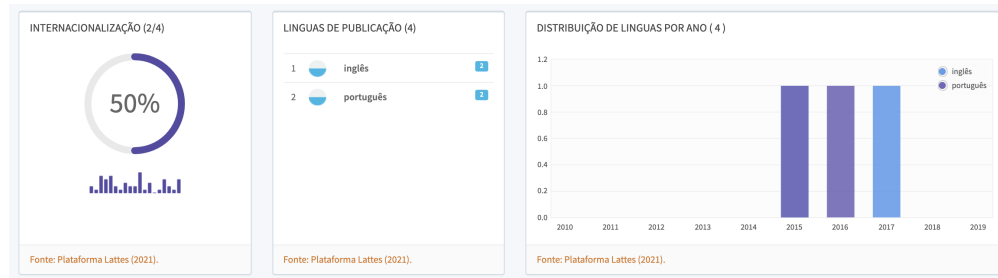 INTERNACIONALIZAÇÃO (2/4)
50%
Fonte: Plataforma Lattes (2021).
LINGUAS DE PUBLICAÇÃO (4)
1 inglês 2
2 português 2
Fonte: Plataforma Lattes (2021).
DISTRIBUIÇÃO DE LINGUAS POR ANO ( 4 )
1.2
1.0
0.8
0.6
0.4
0.2
0.0
2010 2011 2012 2013 2014 2015 2016 2017 2018 2019
inglês
português
Fonte: Plataforma Lattes (2021).